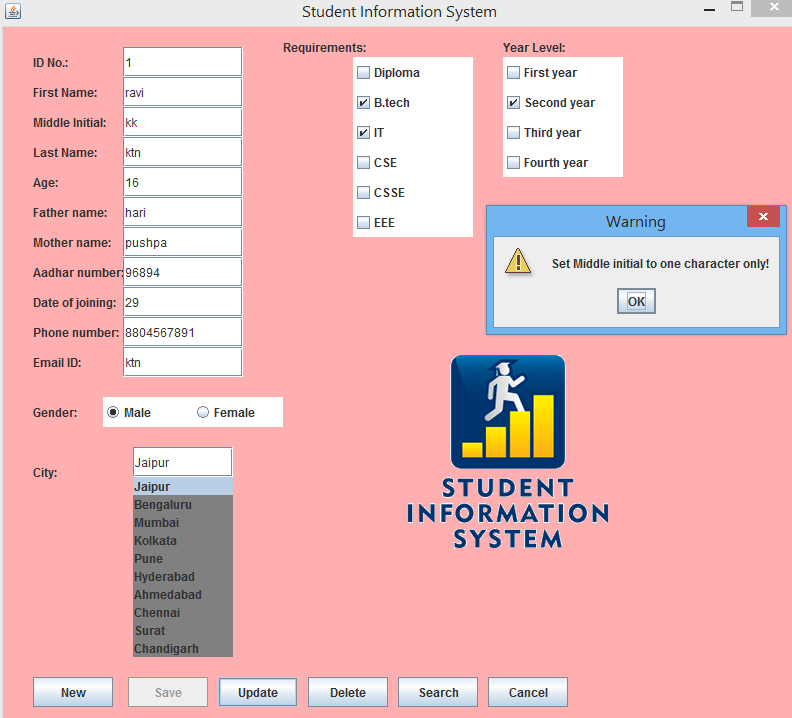 Student Information System
ID No.: 1
First Name: ravi
Middle Initial: kk
Last Name: ktn
Age: 16
Father name: hari
Mother name: pushpa
Aadhar number: 96894
Date of joining: 29
Phone number: 8804567891
Email ID: ktn
Requirements:
Diploma
B.tech
IT
CSE
CSSE
EEE
Year Level:
First year
Second year
Third year
Fourth year
Warning
Set Middle initial to one character only!
OK
Gender: Male Female
City: Jaipur
Jaipur
Bengaluru
Mumbai
Kolkata
Pune
Hyderabad
Ahmedabad
Chennai
Surat
Chandigarh
STUDENT
INFORMATION
SYSTEM
New Save Update Delete Search Cancel